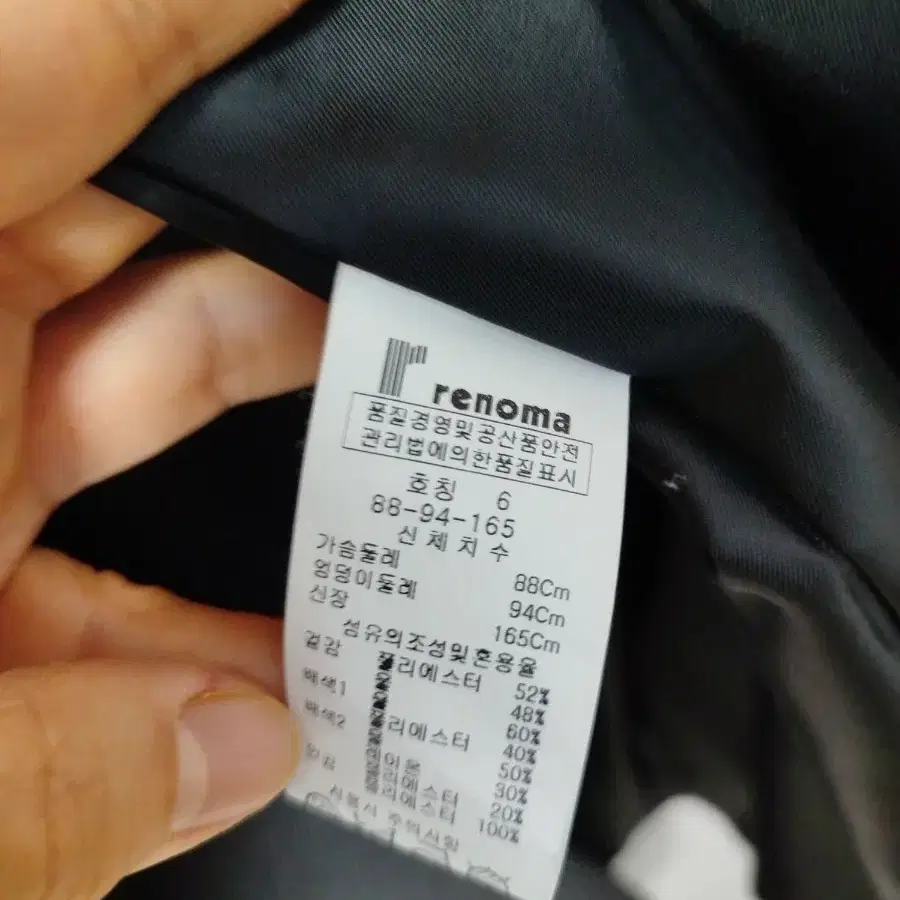 renoma
품질경영및공산품안전
관리법에의한품질표시
호칭 6
88-94-165
신체치수
가슴둘레 88Cm
엉덩이둘레 94Cm
신장 165Cm
섬유의조성및혼용율
겉감 폴리에스터 52%
48%
배색1 폴리에스터 60%
40%
배색2 50%
폴리에스터 30%
20%
안감 폴리에스터 100%